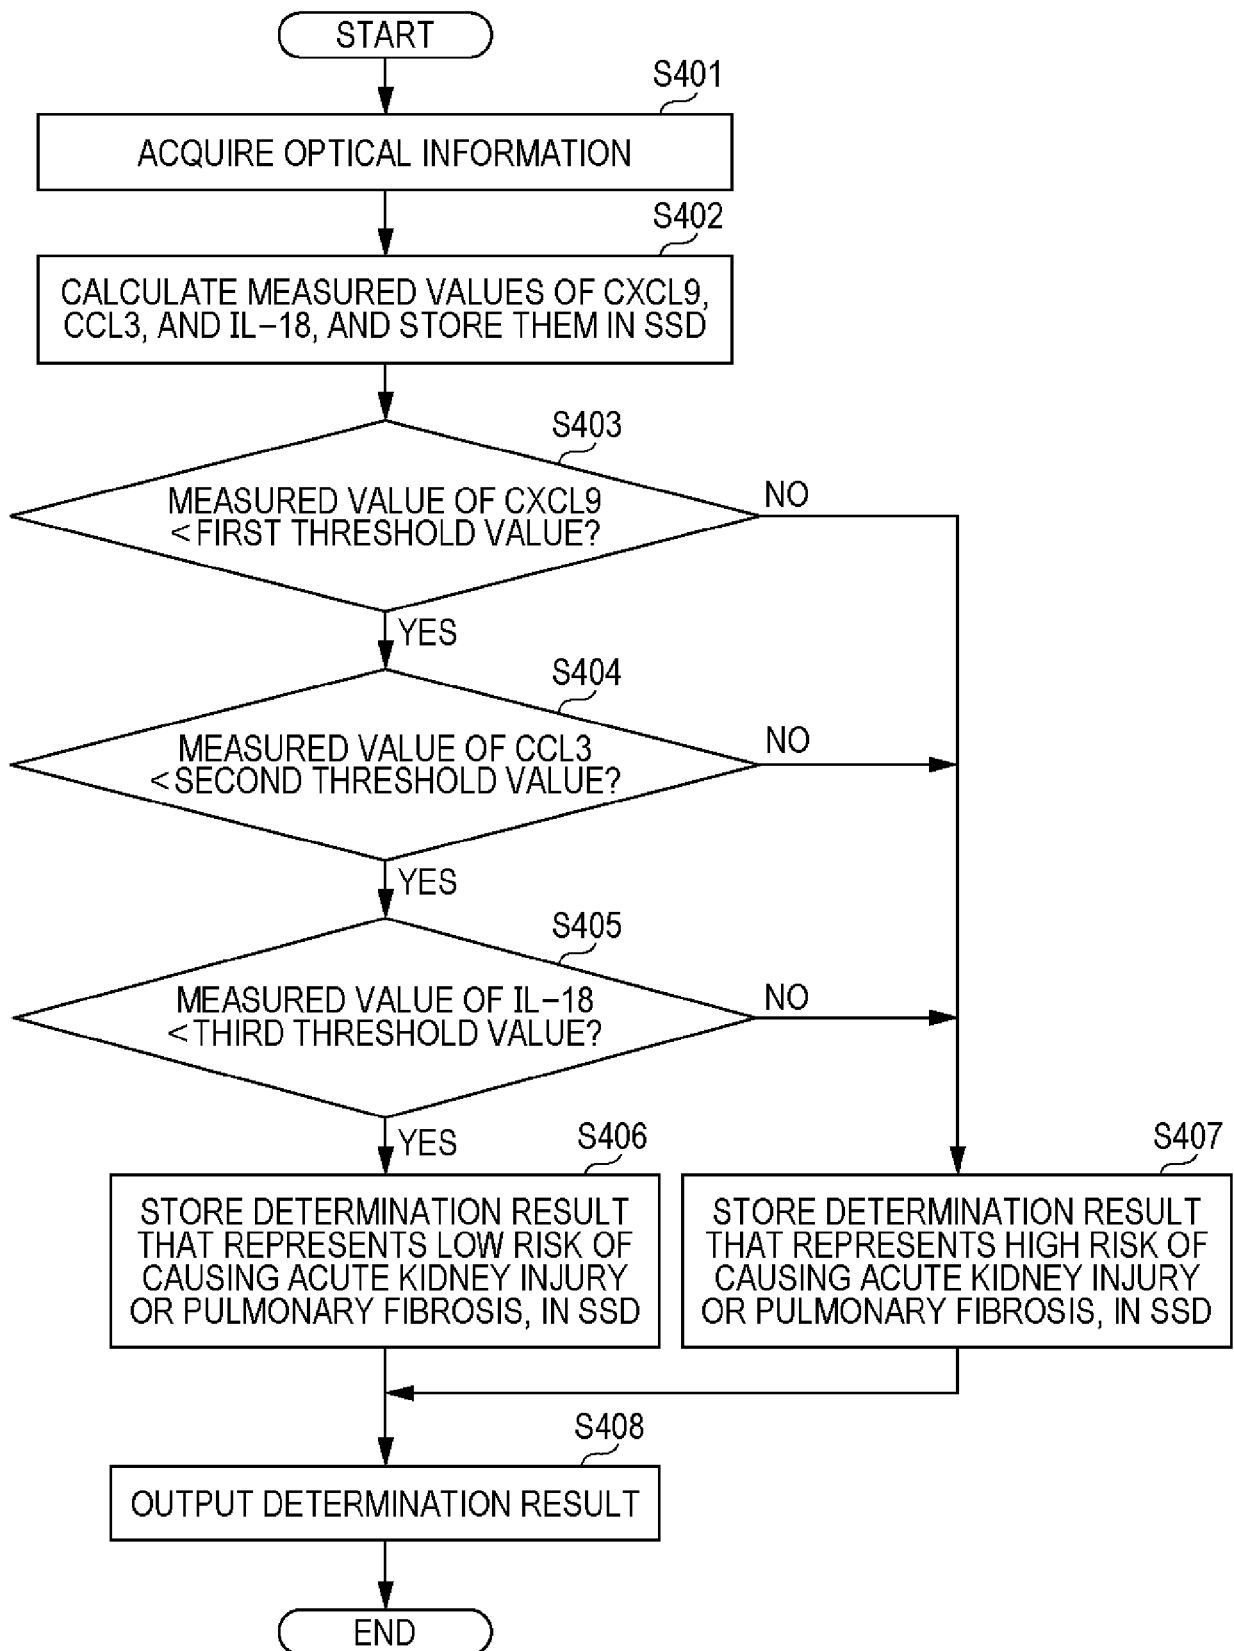 START
S401
ACQUIRE OPTICAL INFORMATION
S402
CALCULATE MEASURED VALUES OF CXCL9,
CCL3, AND IL-18, AND STORE THEM IN SSD
S403
MEASURED VALUE OF CXCL9
< FIRST THRESHOLD VALUE?
NO
YES
S404
MEASURED VALUE OF CCL3
< SECOND THRESHOLD VALUE?
NO
YES
S405
MEASURED VALUE OF IL-18
< THIRD THRESHOLD VALUE?
NO
YES
S406
STORE DETERMINATION RESULT
THAT REPRESENTS LOW RISK OF
CAUSING ACUTE KIDNEY INJURY
OR PULMONARY FIBROSIS, IN SSD
S407
STORE DETERMINATION RESULT
THAT REPRESENTS HIGH RISK OF
CAUSING ACUTE KIDNEY INJURY
OR PULMONARY FIBROSIS, IN SSD
S408
OUTPUT DETERMINATION RESULT
END